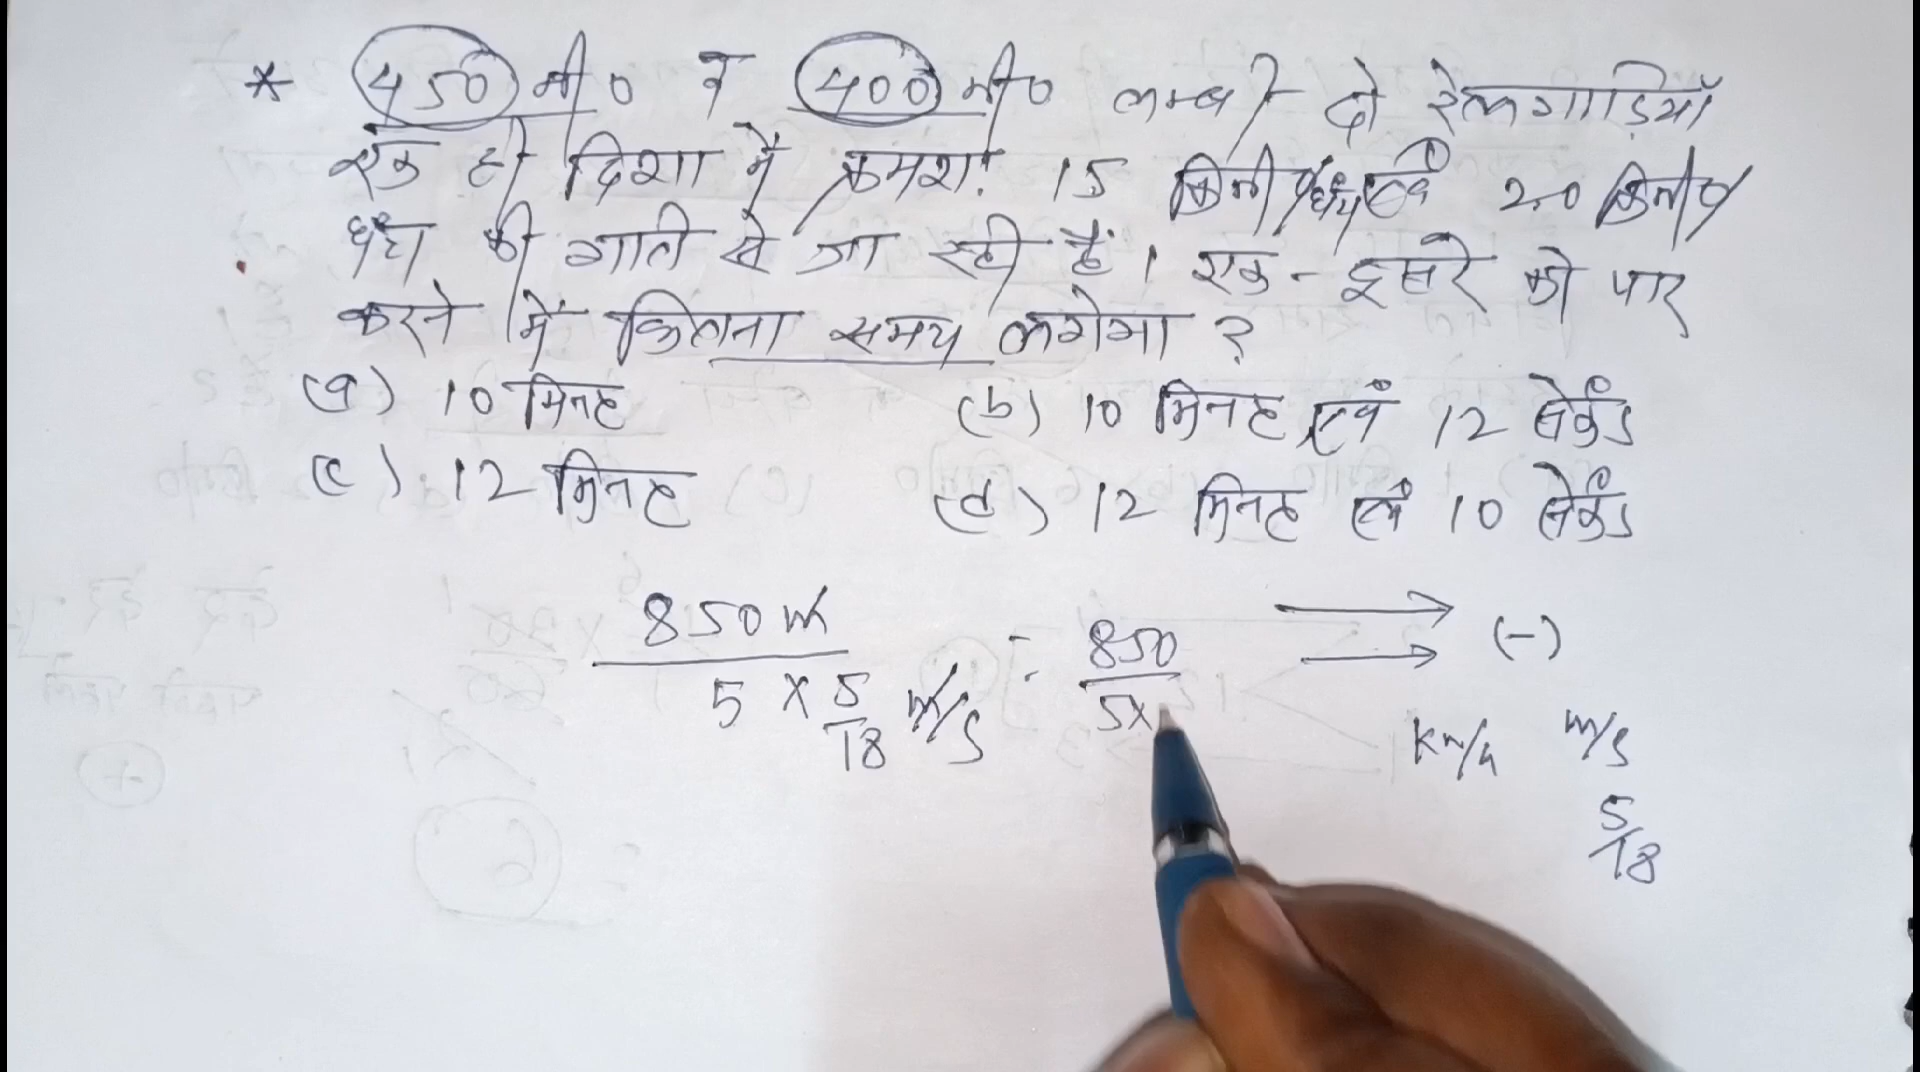 * 450 मी० व 400 मी० लम्बी दो रेलगाड़ियाँ
एक ही दिशा में क्रमश: 15 किमी/घंटा एवं 20 किमी/
घंटा की गति से जा रही हैं। एक-दूसरे को पार
करने में कितना समय लगेगा ?
(a) 10 मिनट (b) 10 मिनट एवं 12 सेकंड
(c) 12 मिनट (d) 12 मिनट एवं 10 सेकंड
850 m / 5 × 5/18 m/s = 850 / 5×
(-)
km/h m/s
5/18